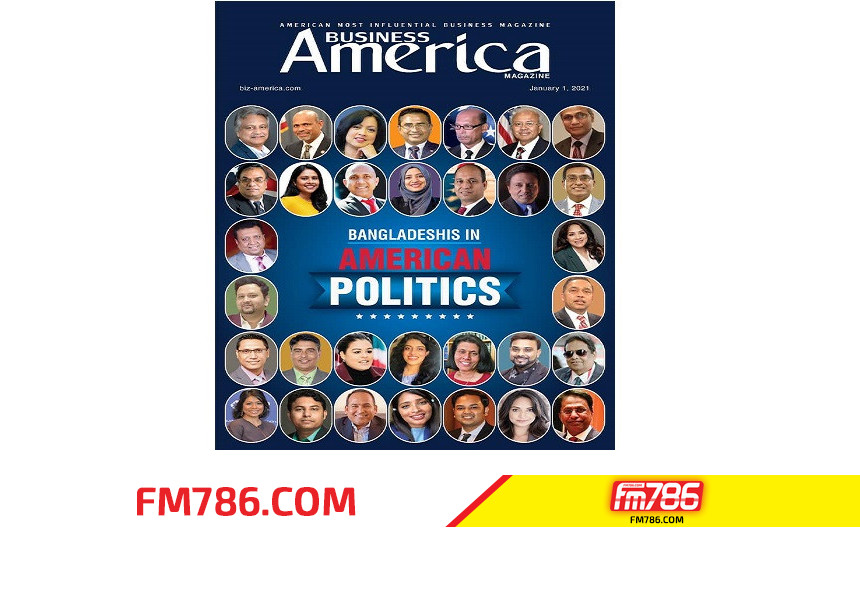 AMERICAN MOST INFLUENTIAL BUSINESS MAGAZINE
BUSINESS
America
MAGAZINE
biz-america.com
January 1, 2021
BANGLADESHIS IN
AMERICAN
POLITICS
FM786.COM
fm786
FM786.COM